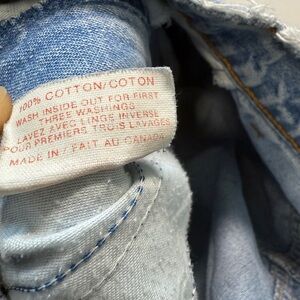 100% COTTON/COTON
WASH INSIDE OUT FOR FIRST
THREE WASHINGS
LAVEZ AVEC LINGE INVERSE
POUR PREMIERS TROIS LAVAGES
MADE IN / FAIT AU CANADA